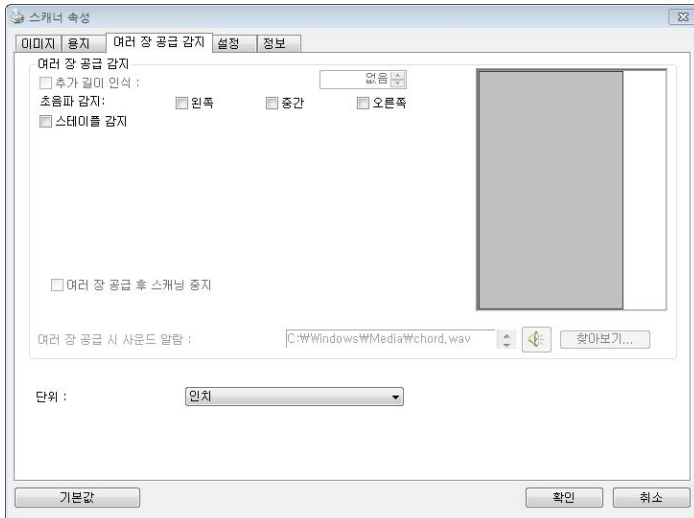 스캐너 속성
이미지 용지 여러 장 공급 감지 설정 정보
여러 장 공급 감지
추가 길이 인식 : 없음
초음파 감지: 왼쪽 중간 오른쪽
스테이플 감지
여러 장 공급 후 스캐닝 중지
여러 장 공급 시 사운드 알람 : C:₩Windows₩Media₩chord,wav 찾아보기...
단위 : 인치
기본값 확인 취소